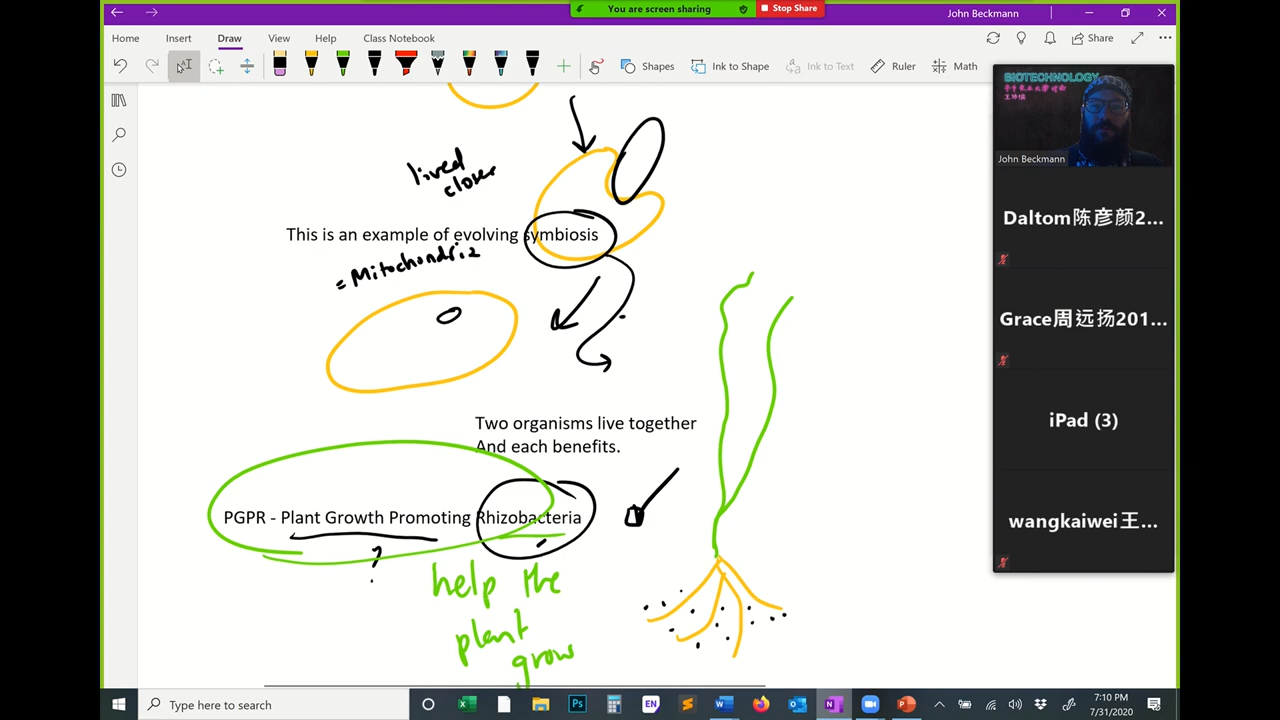 You are screen sharing
Stop Share
John Beckmann
Home Insert Draw View Help Class Notebook
Share
Shapes Ink to Shape Ink to Text Ruler Math
BIOTECHNOLOGY
John Beckmann
Daltom陈彦颜2...
Grace周远扬201...
iPad (3)
wangkaiwei王...
lived
close
This is an example of evolving symbiosis
= Mitochondria
Two organisms live together
And each benefits.
PGPR - Plant Growth Promoting Rhizobacteria
?
help the
plant
grow
Type here to search
EN
7:10 PM
7/31/2020